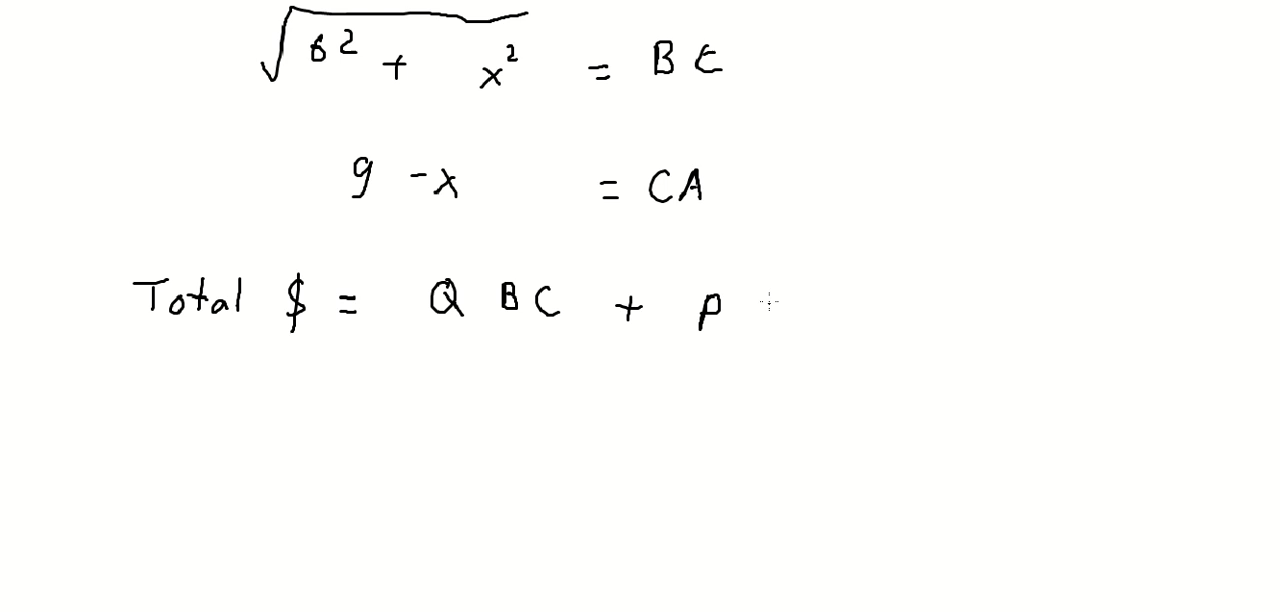 √(6² + x²) = BC
9 - x = CA
Total $ = Q BC + P